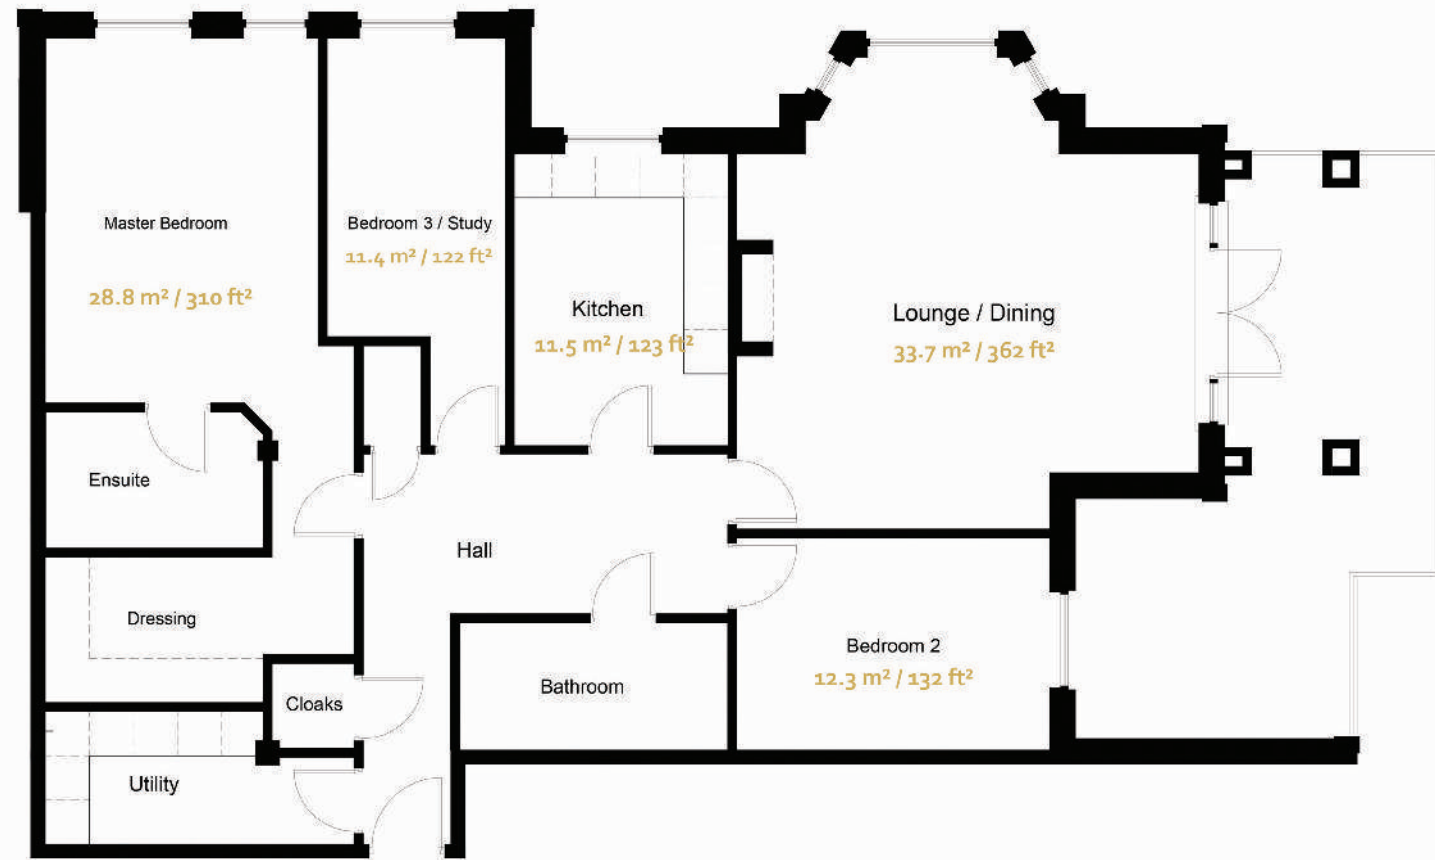 Master Bedroom
28.8 m² / 310 ft²
Bedroom 3 / Study
11.4 m² / 122 ft²
Kitchen
11.5 m² / 123 ft²
Lounge / Dining
33.7 m² / 362 ft²
Ensuite
Hall
Dressing
Cloaks
Bathroom
Bedroom 2
12.3 m² / 132 ft²
Utility